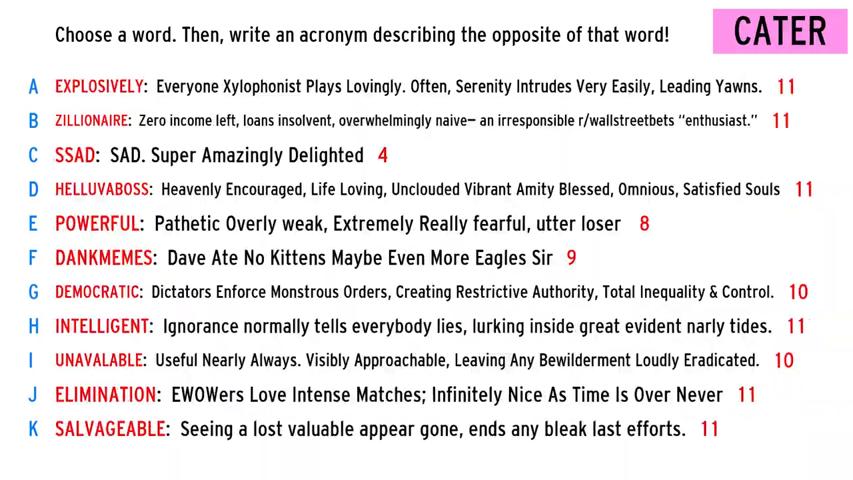 Choose a word. Then, write an acronym describing the opposite of that word!
CATER
A EXPLOSIVELY: Everyone Xylophonist Plays Lovingly. Often, Serenity Intrudes Very Easily, Leading Yawns. 11
B ZILLIONAIRE: Zero income left, loans insolvent, overwhelmingly naive– an irresponsible r/wallstreetbets “enthusiast.” 11
C SSAD: SAD. Super Amazingly Delighted 4
D HELLUVABOSS: Heavenly Encouraged, Life Loving, Unclouded Vibrant Amity Blessed, Omnious, Satisfied Souls 11
E POWERFUL: Pathetic Overly weak, Extremely Really fearful, utter loser 8
F DANKMEMES: Dave Ate No Kittens Maybe Even More Eagles Sir 9
G DEMOCRATIC: Dictators Enforce Monstrous Orders, Creating Restrictive Authority, Total Inequality & Control. 10
H INTELLIGENT: Ignorance normally tells everybody lies, lurking inside great evident narly tides. 11
I UNAVALABLE: Useful Nearly Always. Visibly Approachable, Leaving Any Bewilderment Loudly Eradicated. 10
J ELIMINATION: EWOWers Love Intense Matches; Infinitely Nice As Time Is Over Never 11
K SALVAGEABLE: Seeing a lost valuable appear gone, ends any bleak last efforts. 11